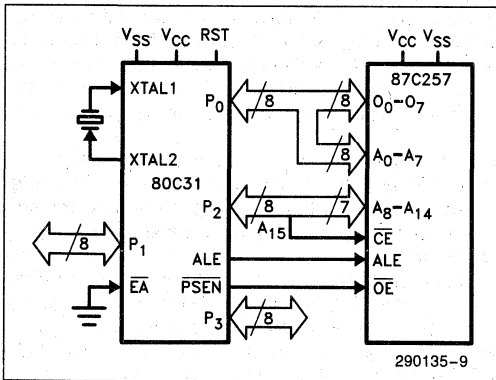 VSS VCC RST
VCC VSS
87C257
XTAL1
P0
8
8
O0–O7
8
A0–A7
XTAL2
80C31
P2
8
7
A8–A14
A15
CE
8
P1
ALE
ALE
EA
PSEN
OE
P3
8
290135-9